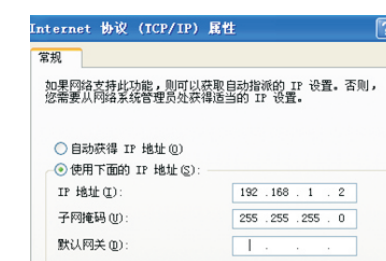 Internet 协议 (TCP/IP) 属性
?
常规
如果网络支持此功能，则可以获取自动指派的 IP 设置。否则，
您需要从网络系统管理员处获得适当的 IP 设置。
自动获得 IP 地址(O)
使用下面的 IP 地址(S):
IP 地址(I): 192 .168 . 1 . 2
子网掩码(U): 255 .255 .255 . 0
默认网关(D): . . .